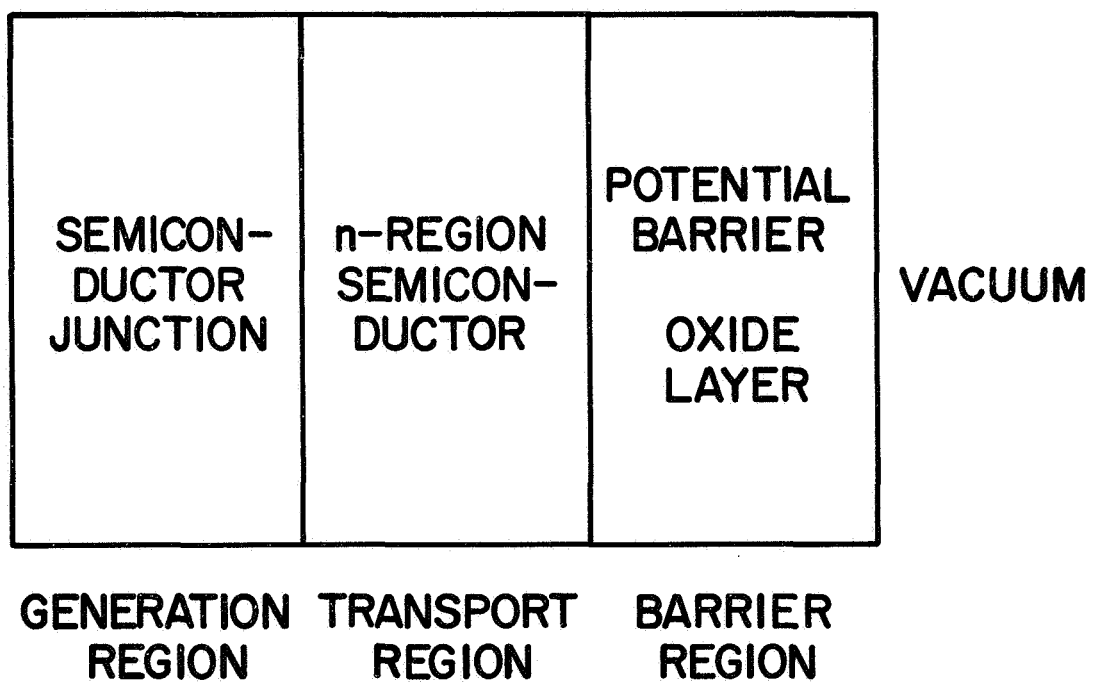 SEMICON-
DUCTOR
JUNCTION
n-REGION
SEMICON-
DUCTOR
POTENTIAL
BARRIER
OXIDE
LAYER
VACUUM
GENERATION
REGION
TRANSPORT
REGION
BARRIER
REGION